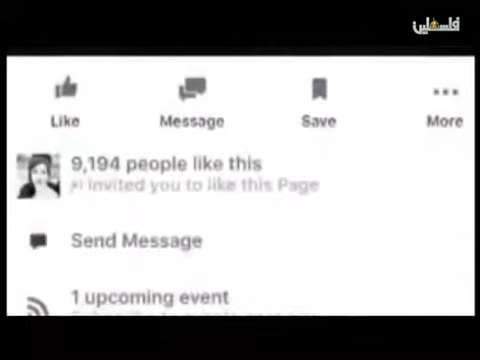 فلسطين
Like
Message
Save
More
9,194 people like this
invited you to like this Page
Send Message
1 upcoming event